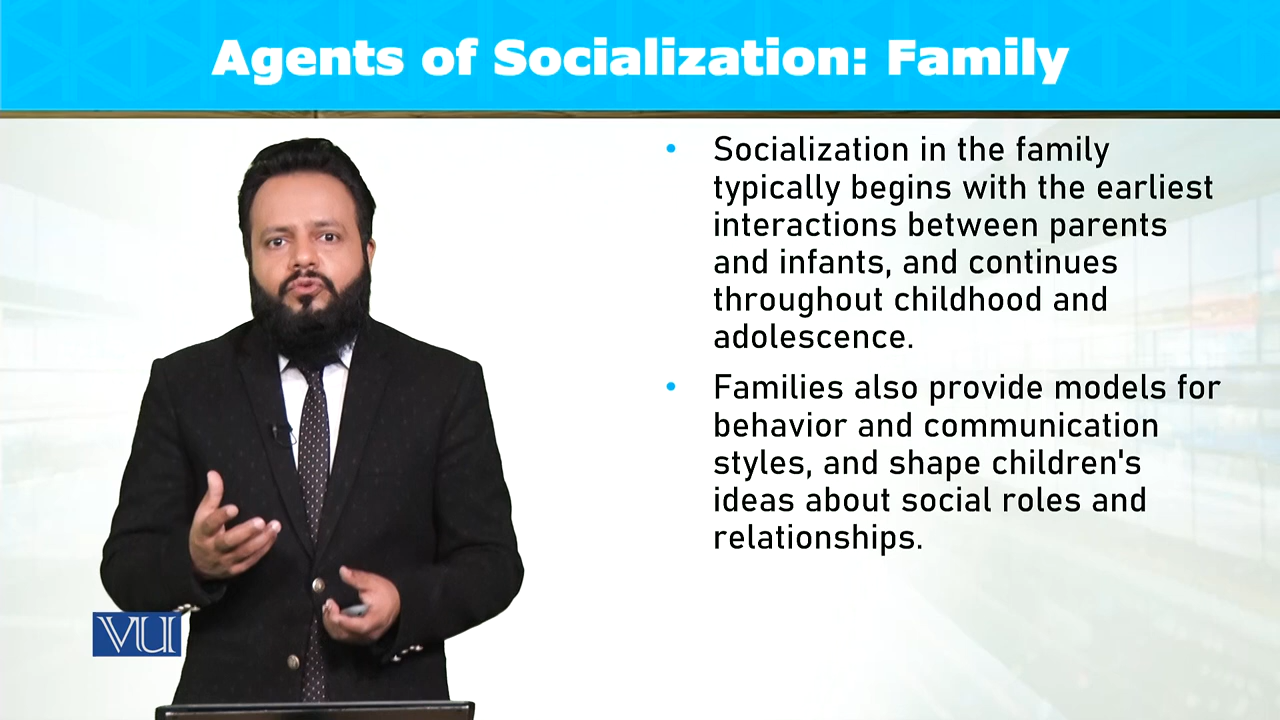 Agents of Socialization: Family
• Socialization in the family
typically begins with the earliest
interactions between parents
and infants, and continues
throughout childhood and
adolescence.
• Families also provide models for
behavior and communication
styles, and shape children's
ideas about social roles and
relationships.
VU